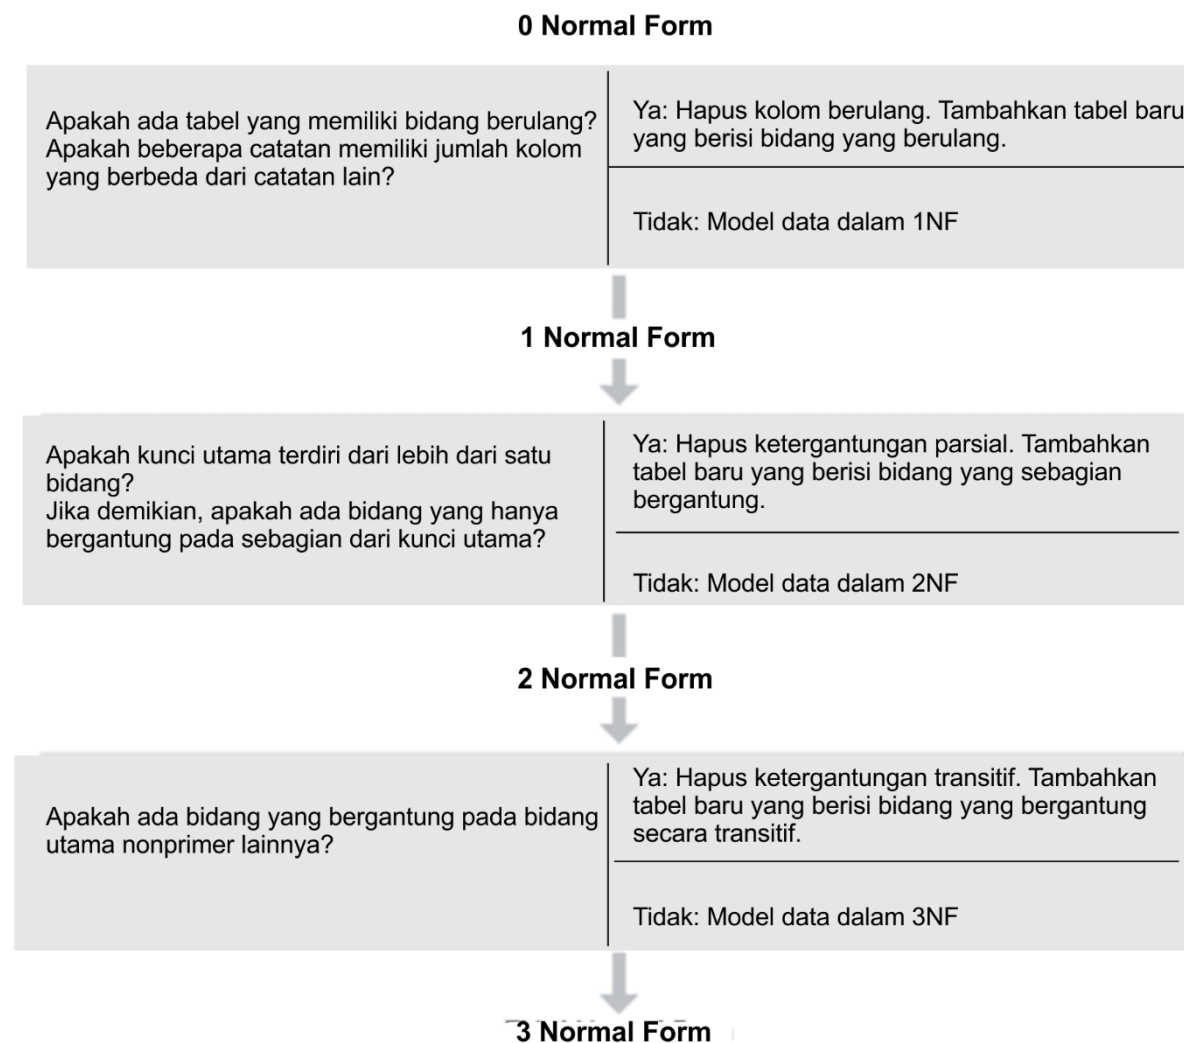 0 Normal Form
Apakah ada tabel yang memiliki bidang berulang?
Apakah beberapa catatan memiliki jumlah kolom
yang berbeda dari catatan lain?
Ya: Hapus kolom berulang. Tambahkan tabel baru
yang berisi bidang yang berulang.
Tidak: Model data dalam 1NF
1 Normal Form
Apakah kunci utama terdiri dari lebih dari satu
bidang?
Jika demikian, apakah ada bidang yang hanya
bergantung pada sebagian dari kunci utama?
Ya: Hapus ketergantungan parsial. Tambahkan
tabel baru yang berisi bidang yang sebagian
bergantung.
Tidak: Model data dalam 2NF
2 Normal Form
Apakah ada bidang yang bergantung pada bidang
utama nonprimer lainnya?
Ya: Hapus ketergantungan transitif. Tambahkan
tabel baru yang berisi bidang yang bergantung
secara transitif.
Tidak: Model data dalam 3NF
3 Normal Form